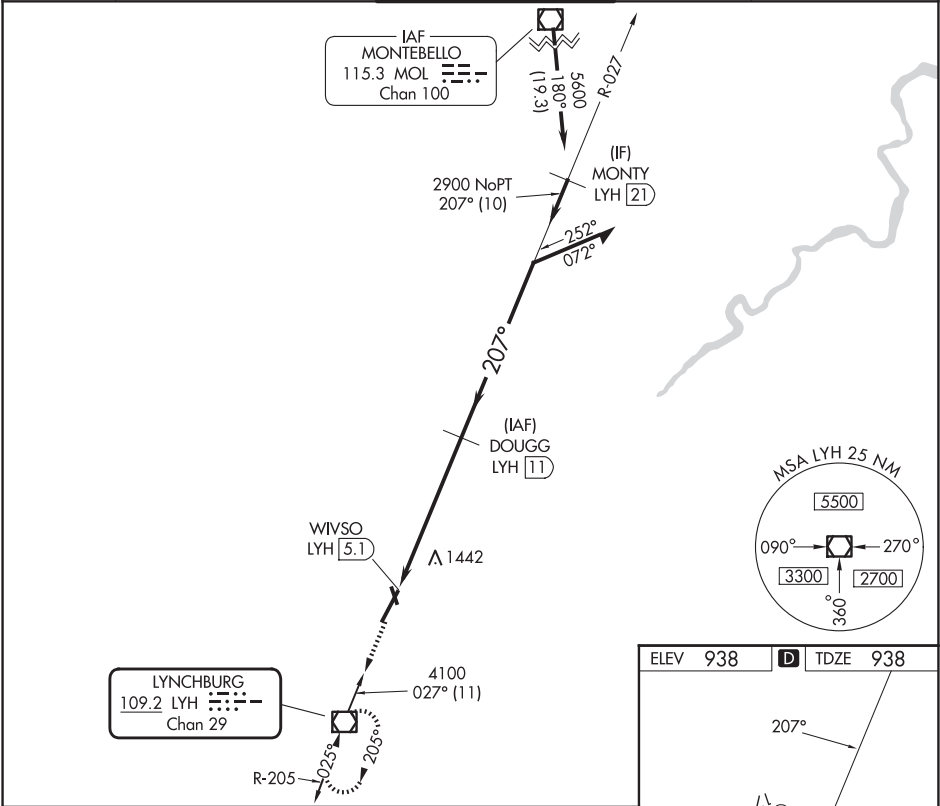 IAF
MONTEBELLO
115.3 MOL
Chan 100
5600
180°
(19.3)
R-027
(IF)
MONTY
LYH 21
2900 NoPT
207° (10)
252°
072°
207°
(IAF)
DOUGG
LYH 11
WIVSO
LYH 5.1
1442
MSA LYH 25 NM
5500
090°
270°
3300
2700
360°
LYNCHBURG
109.2 LYH
Chan 29
4100
027° (11)
025°
205°
R-205
ELEV 938 D TDZE 938
207°